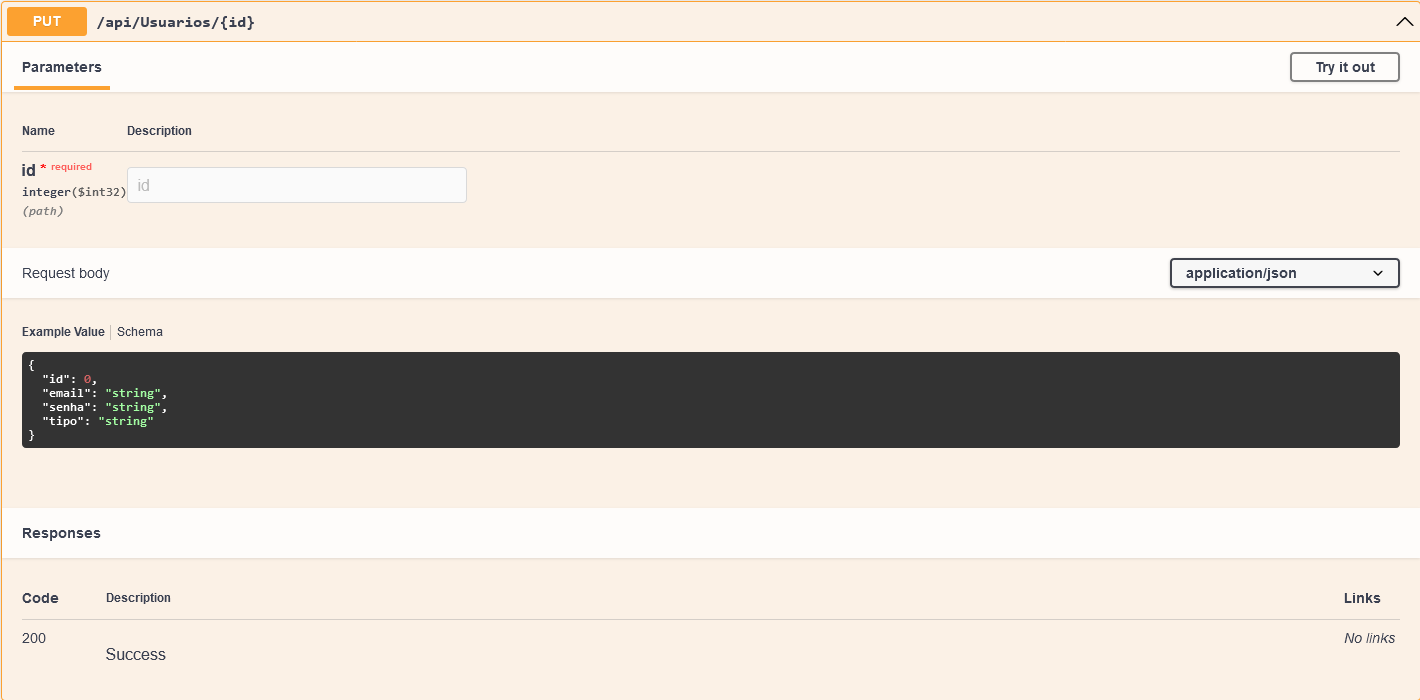 PUT /api/Usuarios/{id}
Parameters Try it out
Name Description
id * required
integer($int32) id
(path)
Request body application/json
Example Value Schema
{
  "id": 0,
  "email": "string",
  "senha": "string",
  "tipo": "string"
}
Responses
Code Description Links
200 No links
Success